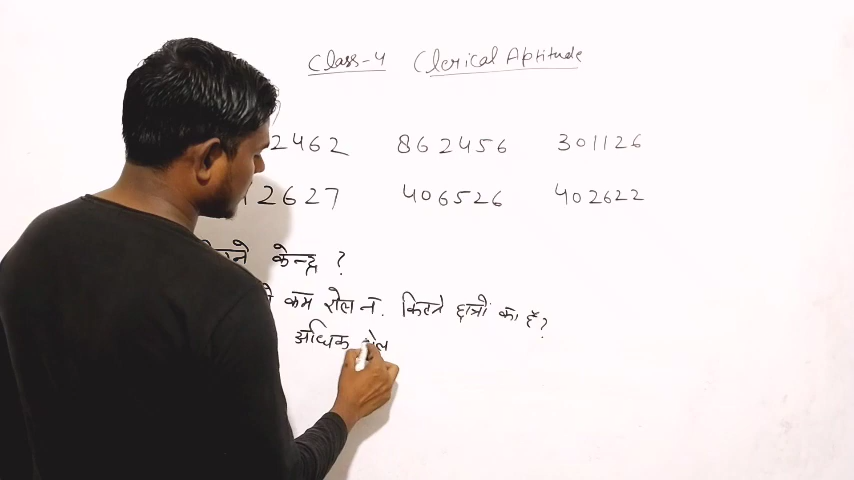 Class-4 Clerical Aptitude
2462 862456 301126
2627 406526 402622
केन्द्र ?
कम रोल न. कितने छात्रों का है ?
अधिक रोल